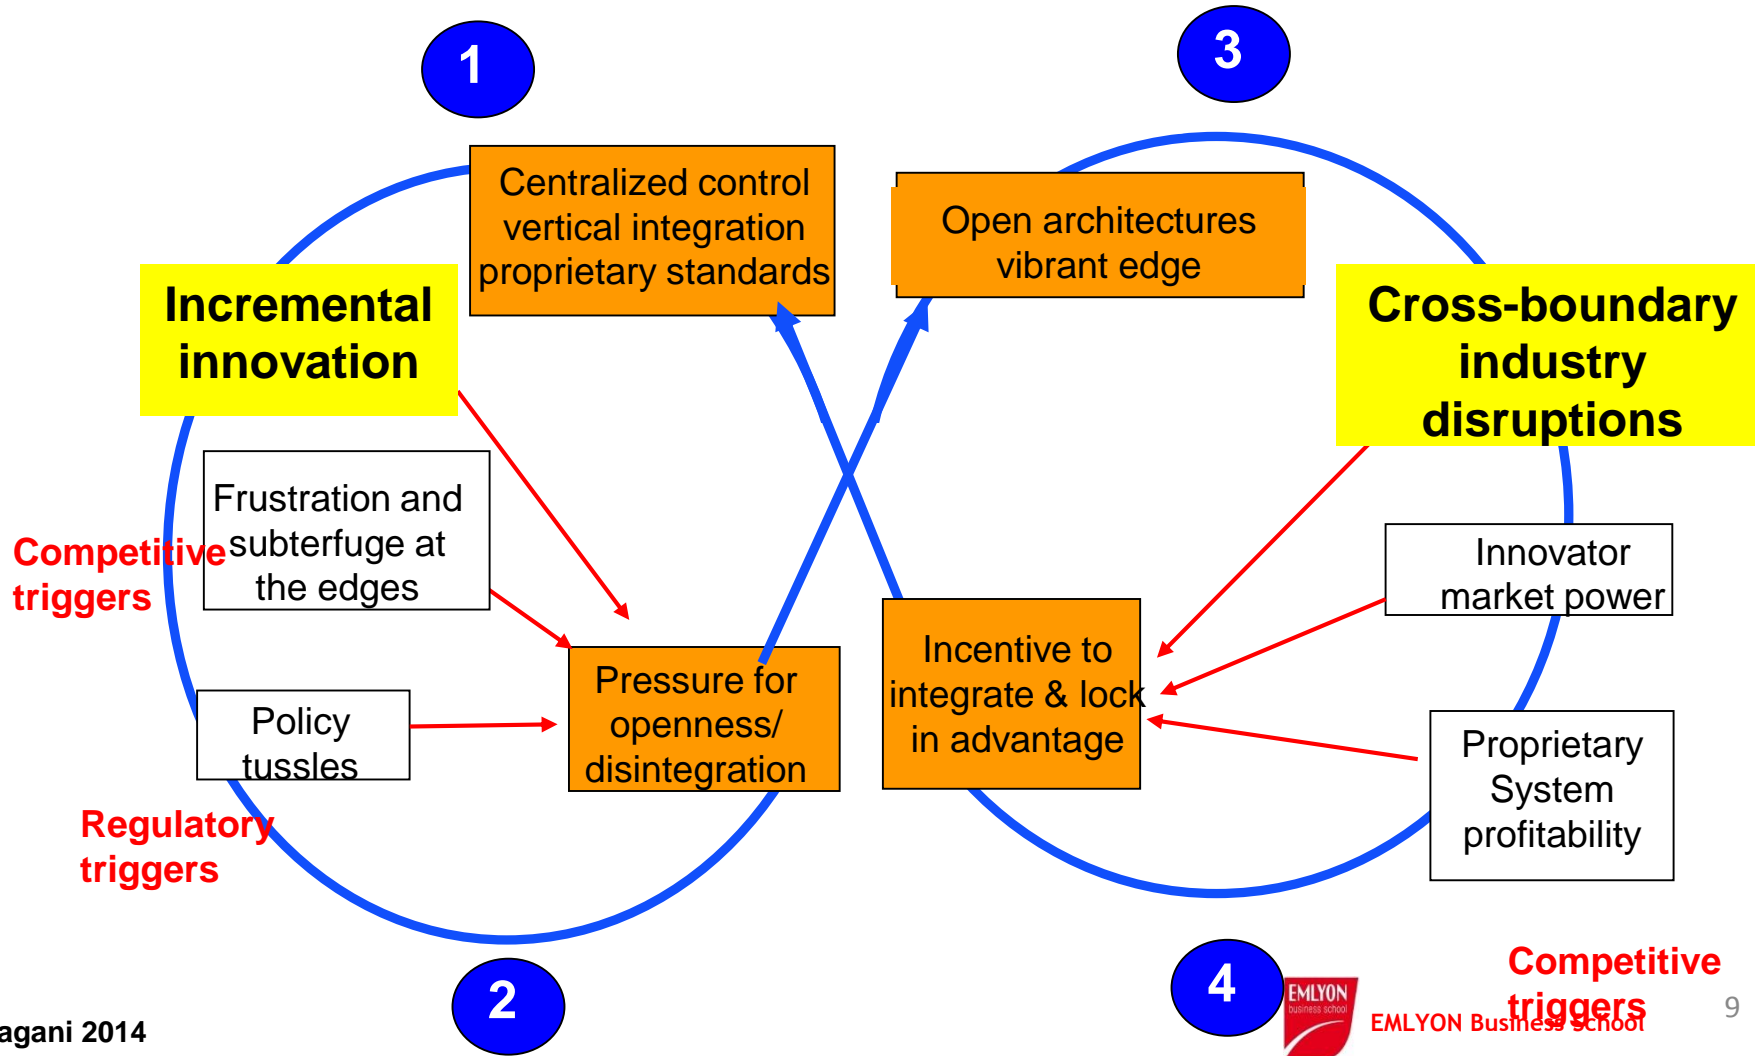 1
3
Centralized control
vertical integration
proprietary standards
Open architectures
vibrant edge
Incremental
innovation
Cross-boundary
industry
disruptions
Frustration and
subterfuge at
the edges
Competitive
triggers
Innovator
market power
Pressure for
openness/
disintegration
Incentive to
integrate & lock
in advantage
Policy
tussles
Proprietary
System
profitability
Regulatory
triggers
2
4
Competitive
triggers
EMLYON
business school
EMLYON Business School
9
agani 2014